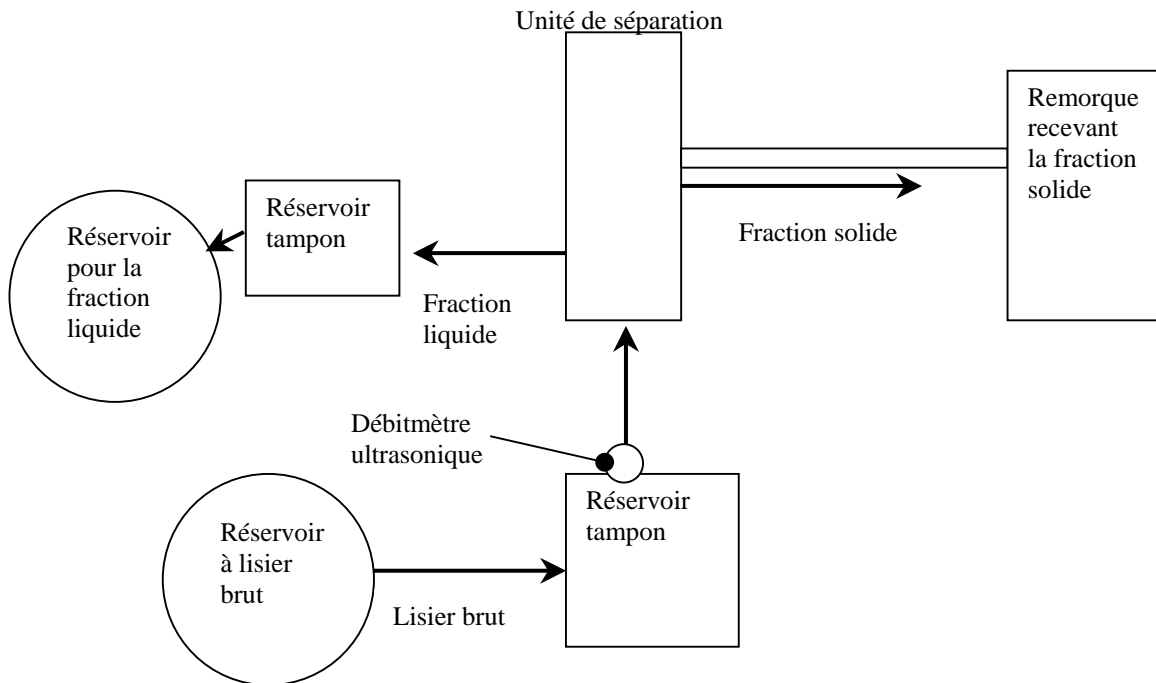 Unité de séparation
Remorque
recevant
la fraction
solide
Réservoir
tampon
Réservoir
pour la
fraction
liquide
Fraction solide
Fraction
liquide
Débitmètre
ultrasonique
Réservoir
tampon
Réservoir
à lisier
brut
Lisier brut